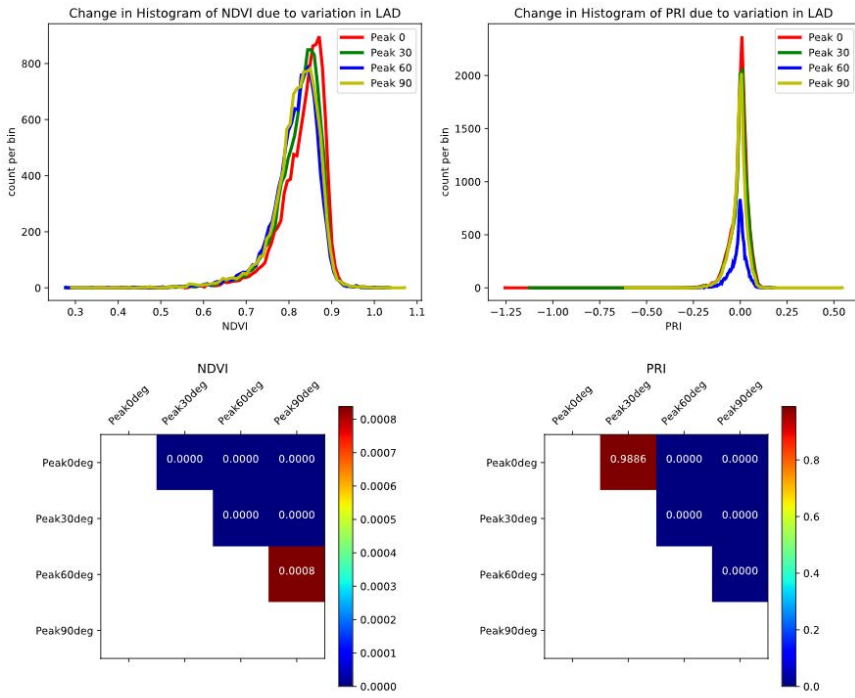 Change in Histogram of NDVI due to variation in LAD
Peak 0
Peak 30
Peak 60
Peak 90
count per bin
800
600
400
200
0
0.3 0.4 0.5 0.6 0.7 0.8 0.9 1.0 1.1
NDVI
Change in Histogram of PRI due to variation in LAD
Peak 0
Peak 30
Peak 60
Peak 90
count per bin
2000
1500
1000
500
0
−1.25 −1.00 −0.75 −0.50 −0.25 0.00 0.25 0.50
PRI
NDVI
Peak0deg Peak30deg Peak60deg Peak90deg
Peak0deg 0.0000 0.0000 0.0000
Peak30deg 0.0000 0.0000
Peak60deg 0.0008
Peak90deg
0.0008
0.0007
0.0006
0.0005
0.0004
0.0003
0.0002
0.0001
0.0000
PRI
Peak0deg Peak30deg Peak60deg Peak90deg
Peak0deg 0.9886 0.0000 0.0000
Peak30deg 0.0000 0.0000
Peak60deg 0.0000
Peak90deg
0.8
0.6
0.4
0.2
0.0